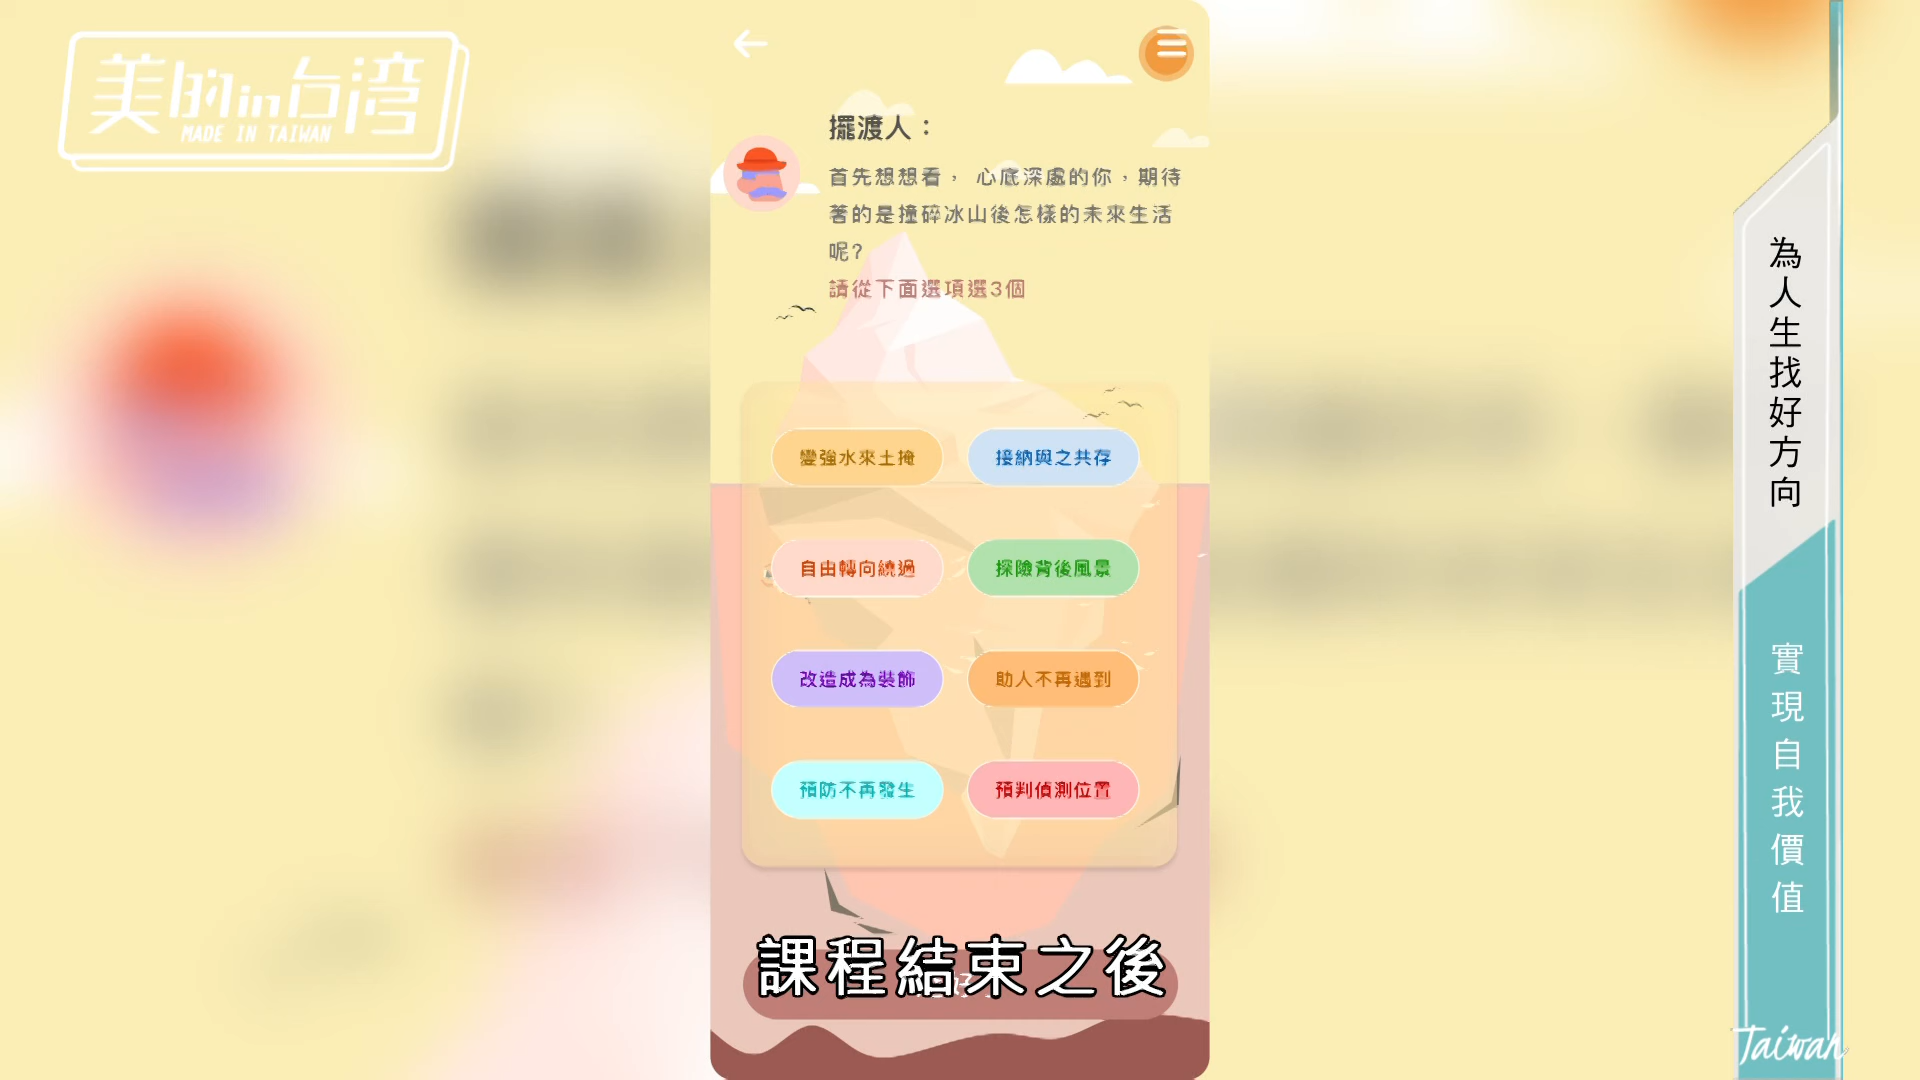 美的in台湾
MADE IN TAIWAN
擺渡人：
首先想想看， 心底深處的你，期待
著的是撞碎冰山後怎樣的未來生活
呢？
請從下面選項選3個
變強水來土掩
接納與之共存
自由轉向繞過
探險背後風景
改造成為裝飾
助人不再遇到
預防不再發生
預判偵測位置
課程結束之後
為人生找好方向
實現自我價值
Taiwan